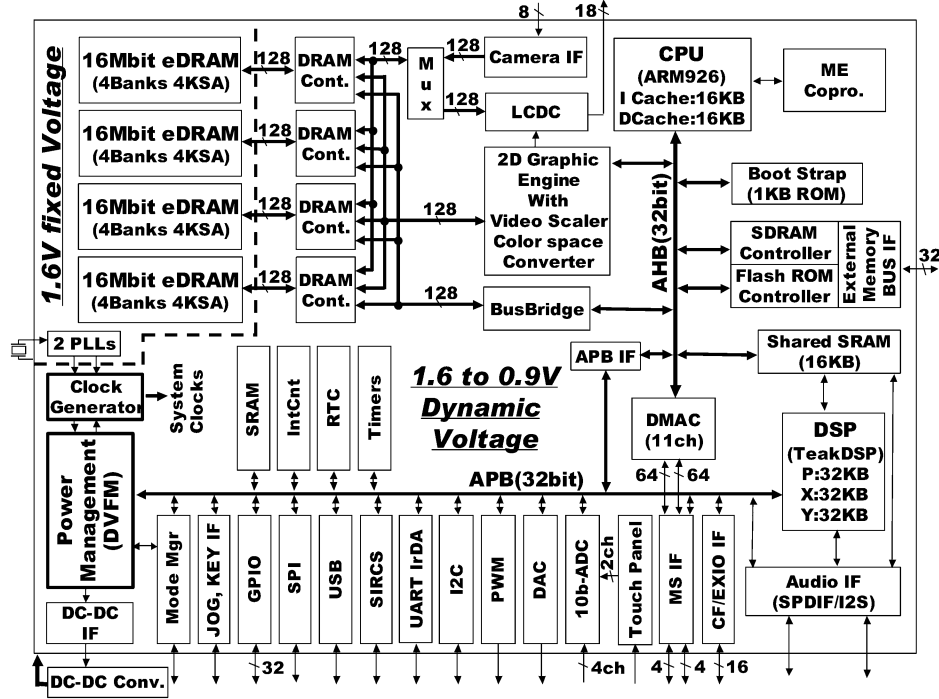 8
18
1.6V fixed Voltage
16Mbit eDRAM
(4Banks 4KSA)
128
DRAM
Cont.
128
Mux
128
Camera IF
128
LCDC
CPU
(ARM926)
I Cache:16KB
DCache:16KB
ME
Copro.
16Mbit eDRAM
(4Banks 4KSA)
128
DRAM
Cont.
2D Graphic
Engine
With
Video Scaler
Color space
Converter
AHB(32bit)
Boot Strap
(1KB ROM)
16Mbit eDRAM
(4Banks 4KSA)
128
DRAM
Cont.
128
SDRAM
Controller
Flash ROM
Controller
External
Memory
BUS IF
32
16Mbit eDRAM
(4Banks 4KSA)
128
DRAM
Cont.
128
BusBridge
2 PLLs
APB IF
Shared SRAM
(16KB)
Clock
Generator
System
Clocks
SRAM
IntCnt
RTC
Timers
1.6 to 0.9V
Dynamic
Voltage
DMAC
(11ch)
64
64
DSP
(TeakDSP)
P:32KB
X:32KB
Y:32KB
APB(32bit)
Power
Management
(DVFM)
Mode Mgr
JOG, KEY IF
GPIO
SPI
USB
SIRCS
UART IrDA
I2C
PWM
DAC
10b-ADC
2ch
Touch Panel
MS IF
CF/EXIO IF
Audio IF
(SPDIF/I2S)
DC-DC
IF
DC-DC Conv.
32
4ch
4
4
16